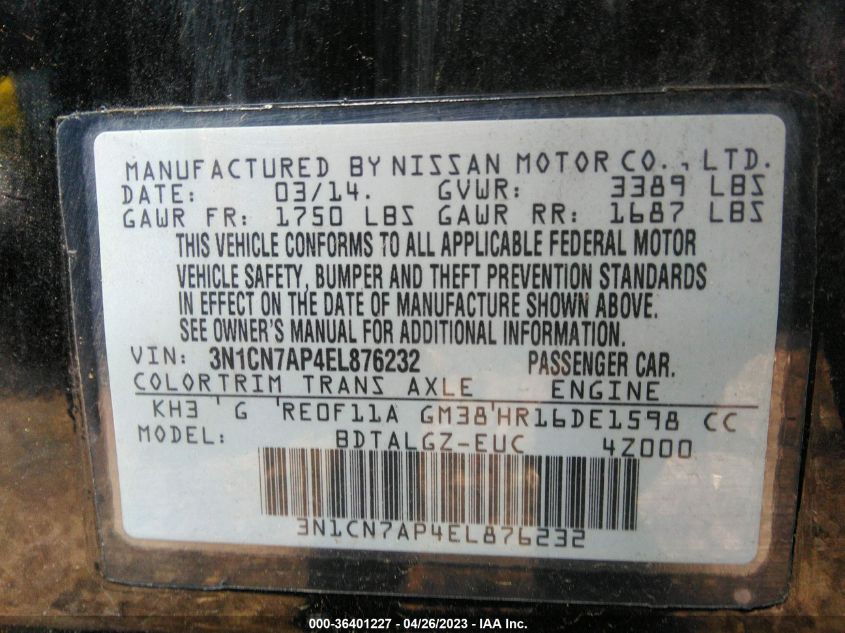 MANUFACTURED BY NISSAN MOTOR CO., LTD.
DATE: 03/14. GVWR: 3389 LBS
GAWR FR: 1750 LBS GAWR RR: 1687 LBS
THIS VEHICLE CONFORMS TO ALL APPLICABLE FEDERAL MOTOR
VEHICLE SAFETY, BUMPER AND THEFT PREVENTION STANDARDS
IN EFFECT ON THE DATE OF MANUFACTURE SHOWN ABOVE.
SEE OWNER'S MANUAL FOR ADDITIONAL INFORMATION.
VIN: 3N1CN7AP4EL876232 PASSENGER CAR.
COLORTRIM TRANS AXLE ENGINE
KH3 'G 'RE0F11A GM38'HR16DE1598 CC
MODEL: BDTALGZ-EUC 4Z000
3N1CN7AP4EL876232
000-36401227 - 04/26/2023 - IAA Inc.